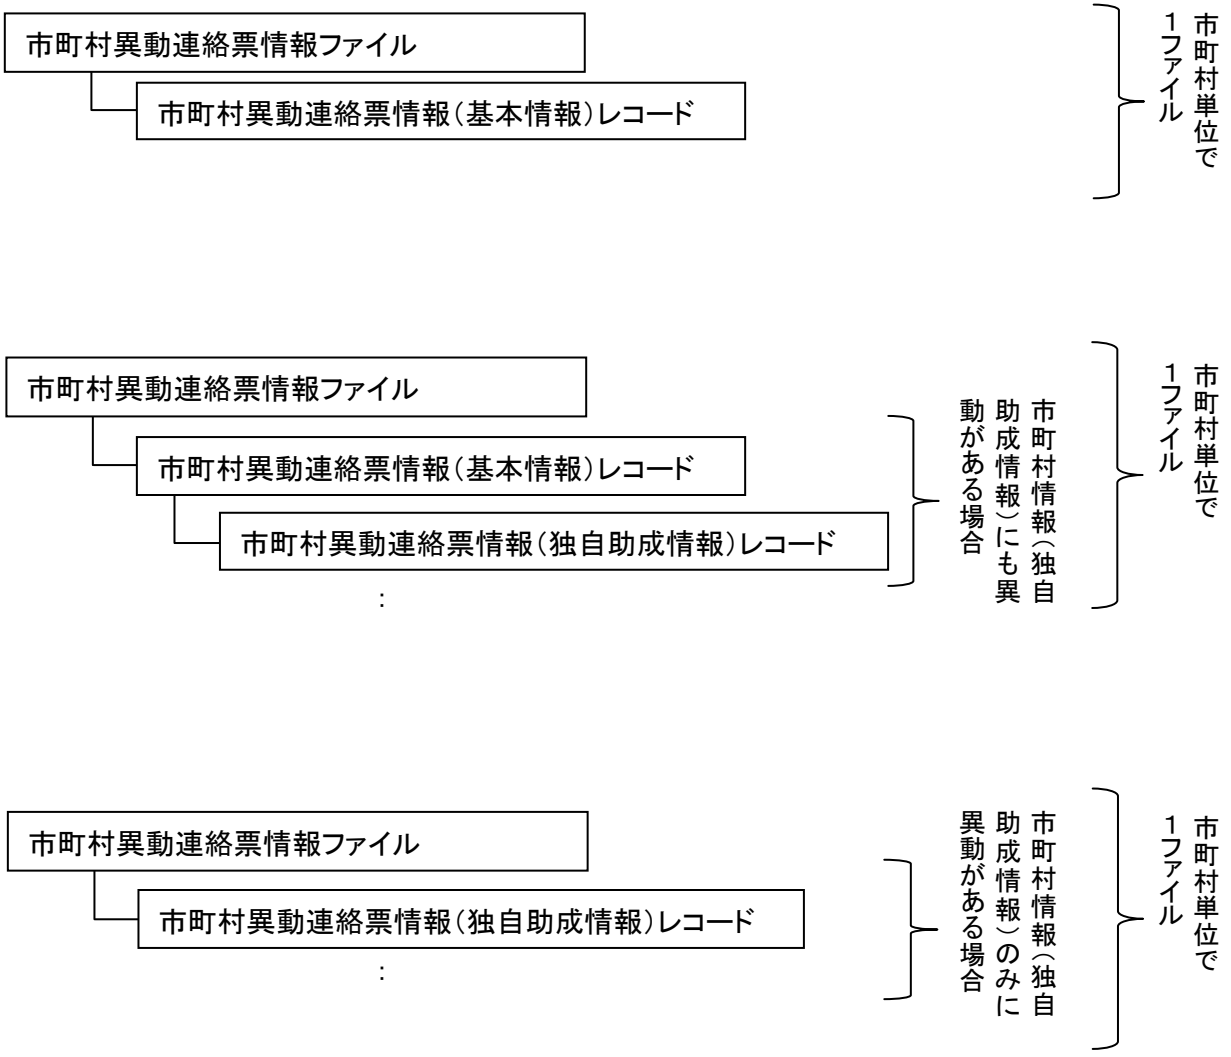 市町村異動連絡票情報ファイル
市町村異動連絡票情報（基本情報）レコード
市町村単位で
１ファイル
市町村異動連絡票情報ファイル
市町村異動連絡票情報（基本情報）レコード
市町村異動連絡票情報（独自助成情報）レコード
：
市町村情報（独自
助成情報）にも異
動がある場合
市町村単位で
１ファイル
市町村異動連絡票情報ファイル
市町村異動連絡票情報（独自助成情報）レコード
：
市町村情報（独自
助成情報）のみに
異動がある場合
市町村単位で
１ファイル